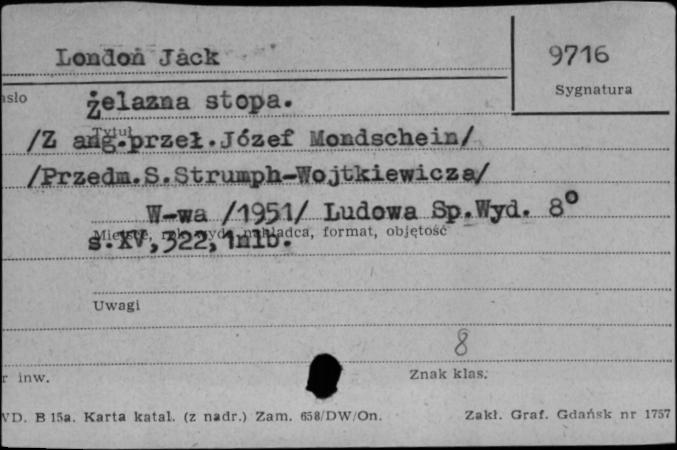 London Jack
9716
Sygnatura
asło
żelazna stopa.
Tytuł
/Z ang.przeł.Józef Mondschein/
/Przedm.S.Strumph-Wojtkiewicza/
W-wa /1951/ Ludowa Sp.Wyd. 8°
Miejsce, rok wyd. nakładca, format, objętość
s.XV,322,1nlb.
Uwagi
8
r inw.
Znak klas.
WD. B 15a. Karta katal. (z nadr.) Zam. 658/DW/On.
Zakł. Graf. Gdańsk nr 1757